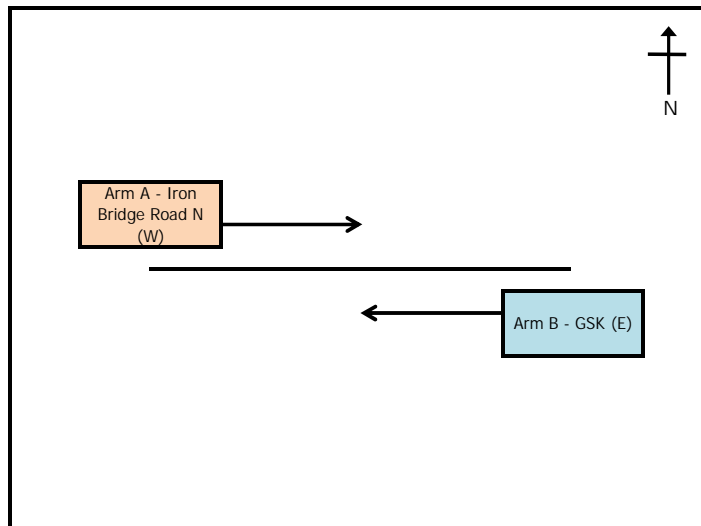 N
Arm A - Iron
Bridge Road N
(W)
Arm B - GSK (E)